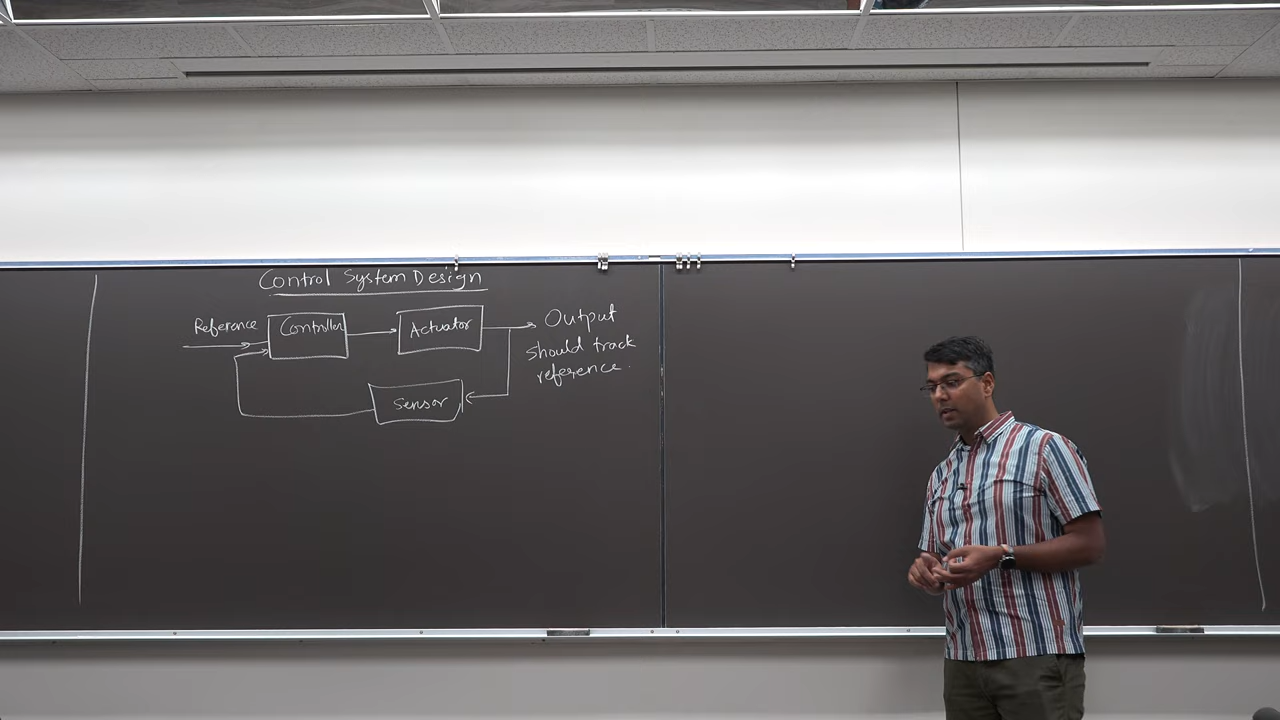 Control System Design
Reference
Controller
Actuator
Output
should track
reference.
Sensor